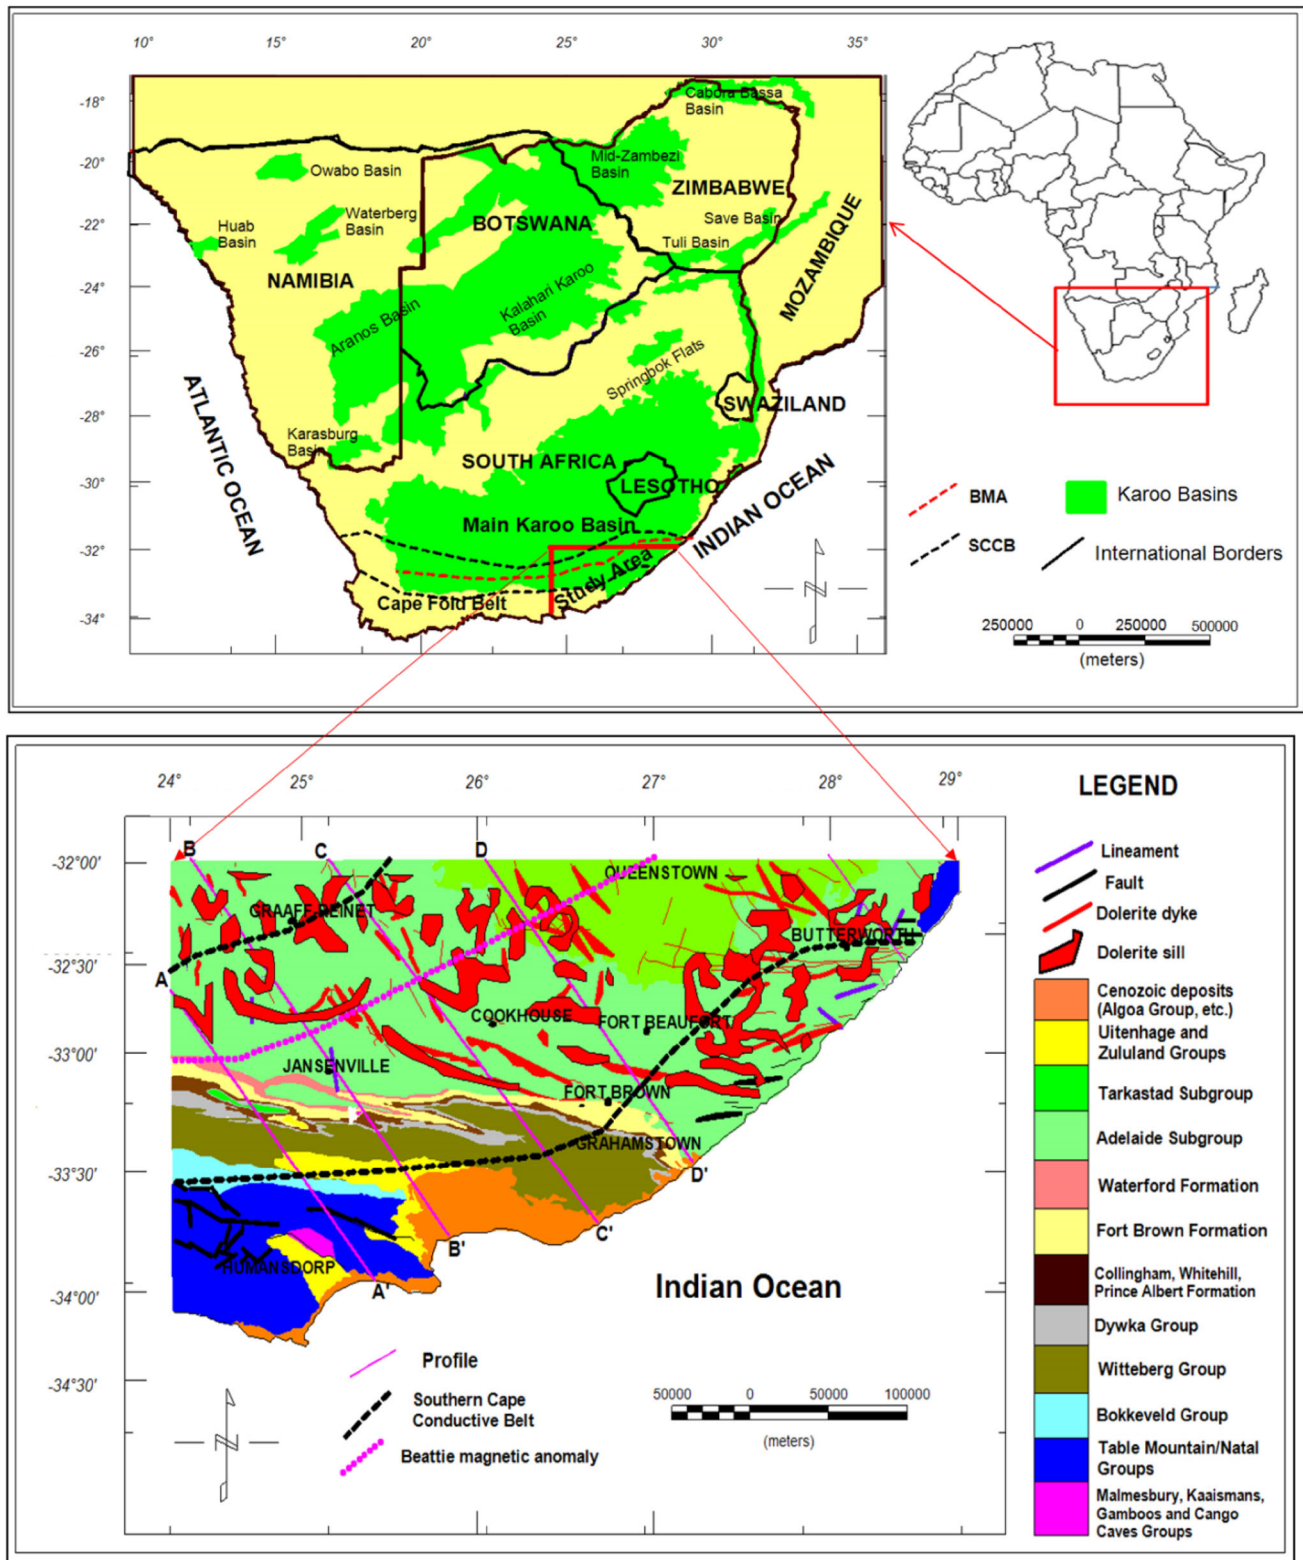 10°
15°
20°
25°
30°
35°
-18°
-20°
-22°
-24°
-26°
-28°
-30°
-32°
-34°
Cabora Bassa
Basin
Mid-Zambezi
Basin
Owabo Basin
ZIMBABWE
Waterberg
Basin
Huab
Basin
BOTSWANA
Save Basin
Tuli Basin
MOZAMBIQUE
NAMIBIA
Kalahari Karoo
Basin
Aranos Basin
Springbok Flats
SWAZILAND
ATLANTIC OCEAN
Karasburg
Basin
SOUTH AFRICA
LESOTHO
INDIAN OCEAN
Main Karoo Basin
Study Area
Cape Fold Belt
N
BMA
Karoo Basins
SCCB
International Borders
250000
0
250000
500000
(meters)
24°
25°
26°
27°
28°
29°
-32°00'
-32°30'
-33°00'
-33°30'
-34°00'
-34°30'
B
C
D
A
QUEENSTOWN
GRAAFF-REINET
BUTTERWORTH
COOKHOUSE
FORT BEAUFORT
JANSENVILLE
FORT BROWN
GRAHAMSTOWN
D'
C'
B'
A'
HUMANSDORP
Indian Ocean
Profile
Southern Cape
Conductive Belt
Beattie magnetic anomaly
N
50000
0
50000
100000
(meters)
LEGEND
Lineament
Fault
Dolerite dyke
Dolerite sill
Cenozoic deposits
(Algoa Group, etc.)
Uitenhage and
Zululand Groups
Tarkastad Subgroup
Adelaide Subgroup
Waterford Formation
Fort Brown Formation
Collingham, Whitehill,
Prince Albert Formation
Dywka Group
Witteberg Group
Bokkeveld Group
Table Mountain/Natal
Groups
Malmesbury, Kaaismans,
Gamboos and Cango
Caves Groups